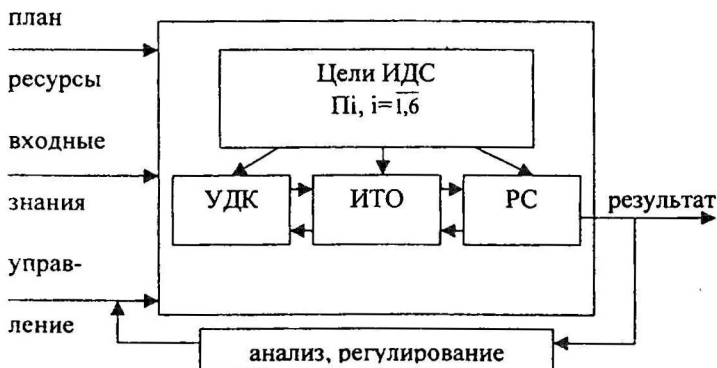 план
ресурсы
входные
знания
управ-
ление
Цели ИДС
Пi, i=1,6
УДК
ИТО
РС
результат
анализ, регулирование